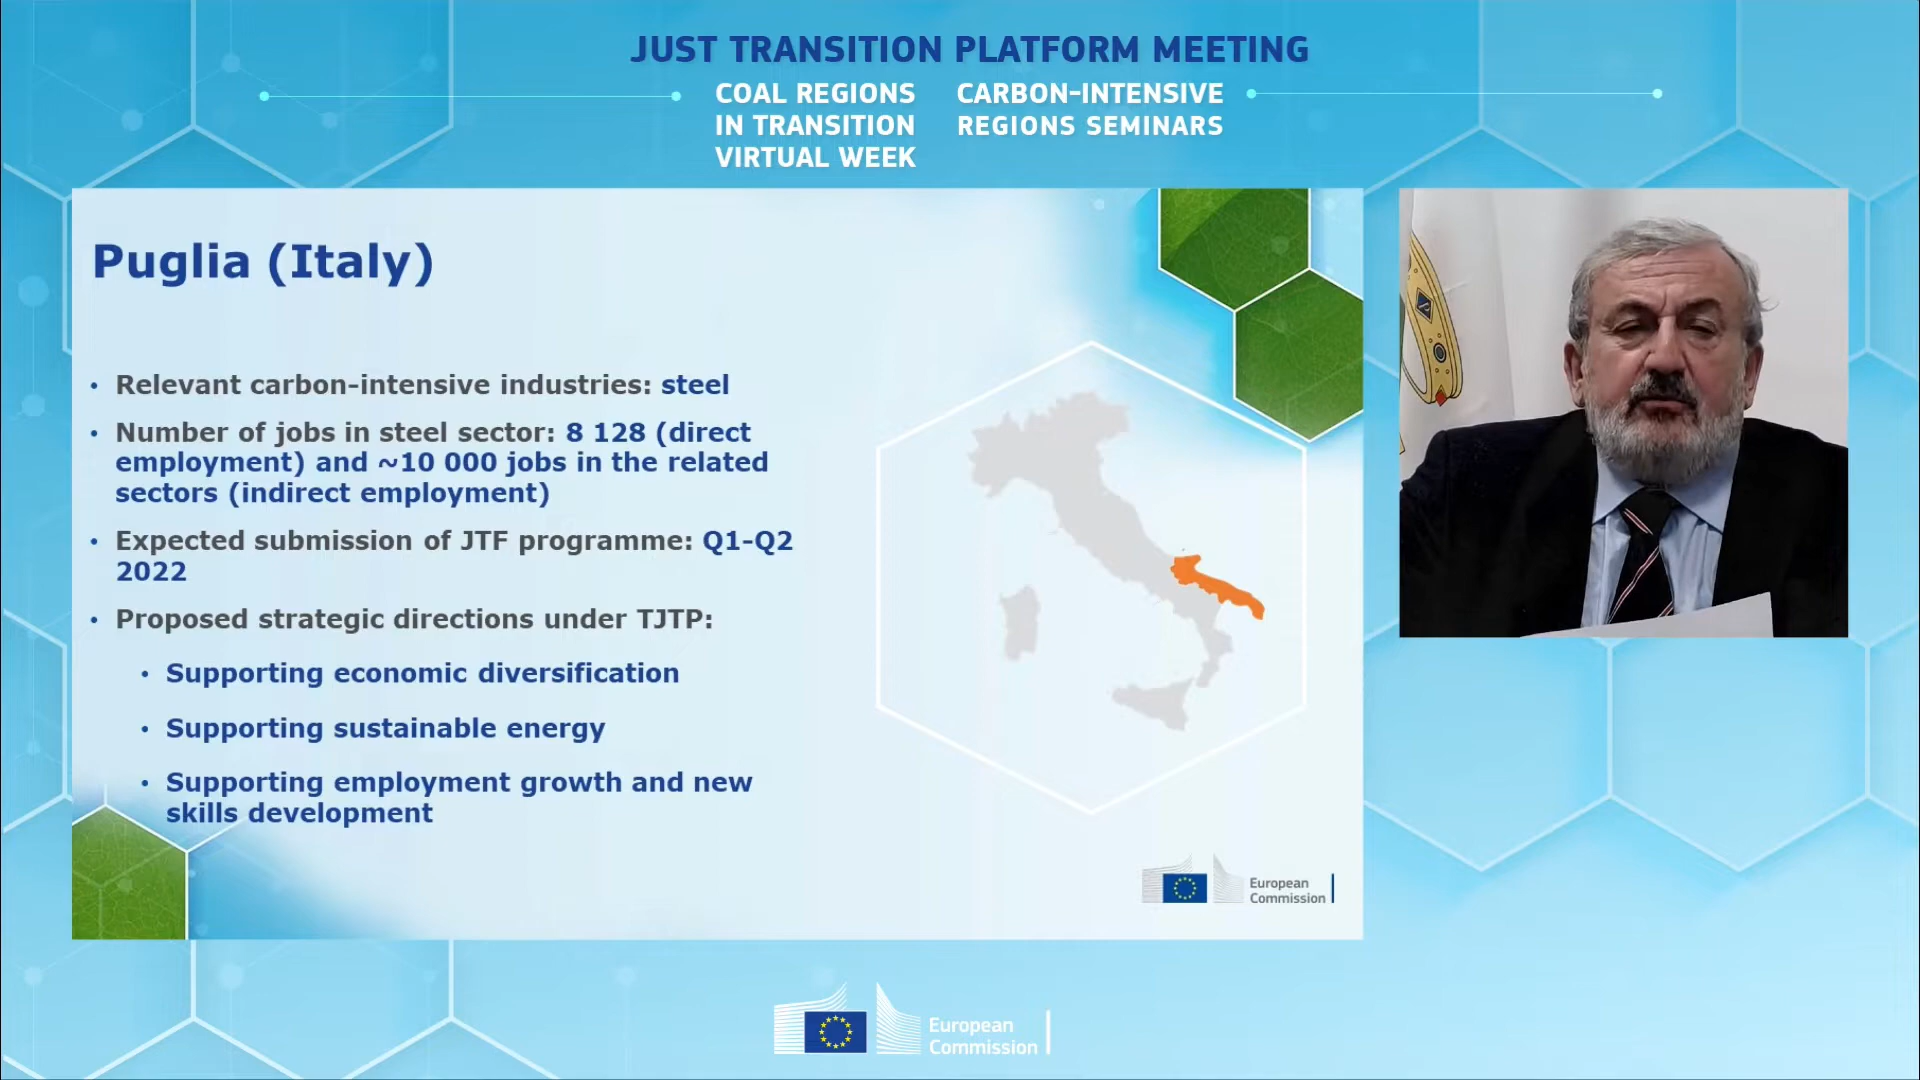 JUST TRANSITION PLATFORM MEETING
COAL REGIONS
IN TRANSITION
VIRTUAL WEEK
CARBON-INTENSIVE
REGIONS SEMINARS
Puglia (Italy)
• Relevant carbon-intensive industries: steel
• Number of jobs in steel sector: 8 128 (direct
employment) and ~10 000 jobs in the related
sectors (indirect employment)
• Expected submission of JTF programme: Q1-Q2
2022
• Proposed strategic directions under TJTP:
• Supporting economic diversification
• Supporting sustainable energy
• Supporting employment growth and new
skills development
European
Commission
European
Commission